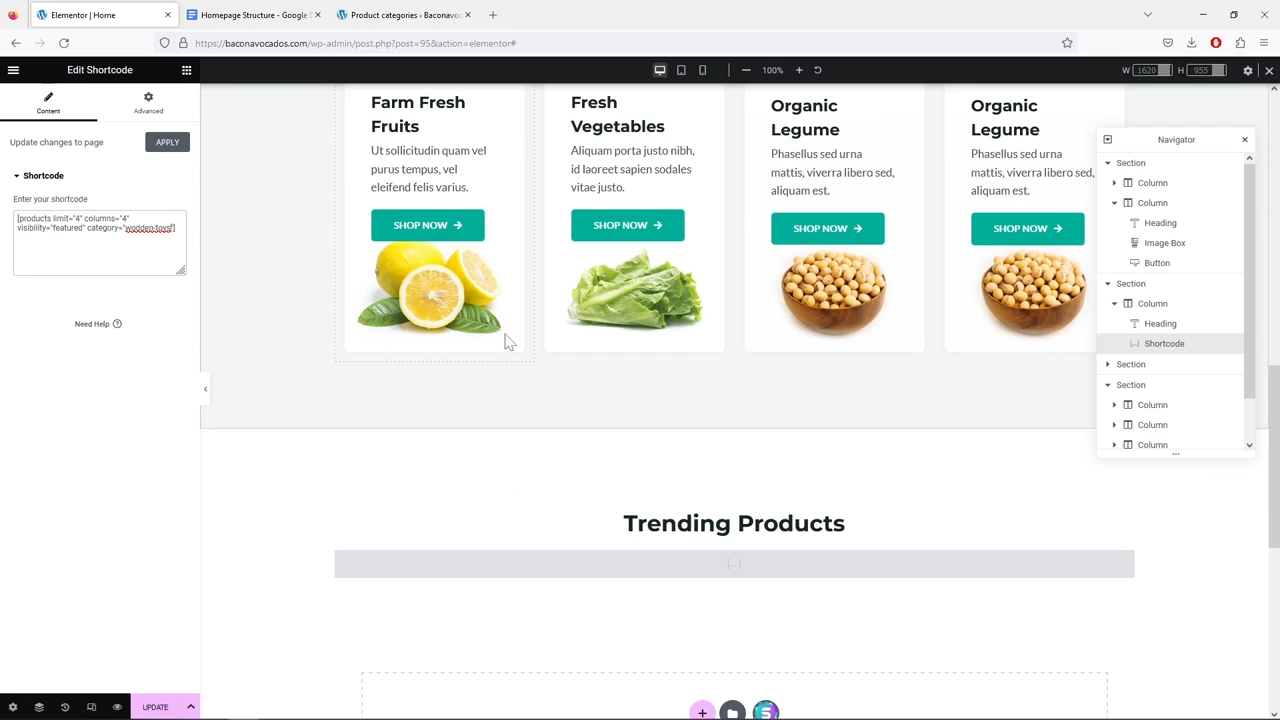 Elementor | Home
Homepage Structure - Google D
Product categories ‹ Baconavoc
https://baconavocados.com/wp-admin/post.php?post=95&action=elementor#
Edit Shortcode
100%
W 1620 H 955
Content
Advanced
Update changes to page
APPLY
Shortcode
Enter your shortcode
[products limit="4" columns="4"
visibility="featured" category="wodden-toys"]
Need Help
UPDATE
Farm Fresh
Fruits
Ut sollicitudin quam vel
purus tempus, vel
eleifend felis varius.
SHOP NOW →
Fresh
Vegetables
Aliquam porta justo nibh,
id laoreet sapien sodales
vitae justo.
SHOP NOW →
Organic
Legume
Phasellus sed urna
mattis, viverra libero sed,
aliquam est.
SHOP NOW →
Organic
Legume
Phasellus sed urna
mattis, viverra libero sed,
aliquam est.
SHOP NOW →
Trending Products
[...]
Navigator
Section
Column
Column
Heading
Image Box
Button
Section
Column
Heading
Shortcode
Section
Section
Column
Column
Column